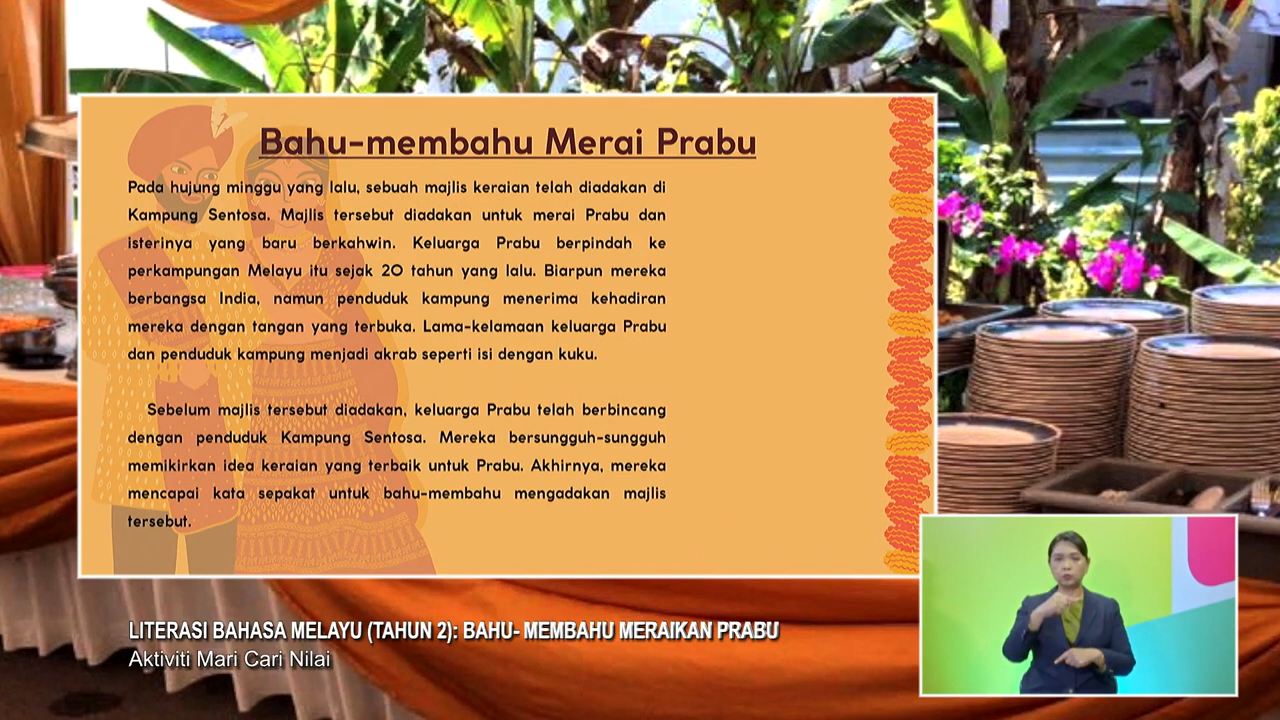 Bahu-membahu Merai Prabu
Pada hujung minggu yang lalu, sebuah majlis keraian telah diadakan di
Kampung Sentosa. Majlis tersebut diadakan untuk merai Prabu dan
isterinya yang baru berkahwin. Keluarga Prabu berpindah ke
perkampungan Melayu itu sejak 20 tahun yang lalu. Biarpun mereka
berbangsa India, namun penduduk kampung menerima kehadiran
mereka dengan tangan yang terbuka. Lama-kelamaan keluarga Prabu
dan penduduk kampung menjadi akrab seperti isi dengan kuku.
Sebelum majlis tersebut diadakan, keluarga Prabu telah berbincang
dengan penduduk Kampung Sentosa. Mereka bersungguh-sungguh
memikirkan idea keraian yang terbaik untuk Prabu. Akhirnya, mereka
mencapai kata sepakat untuk bahu-membahu mengadakan majlis
tersebut.
LITERASI BAHASA MELAYU (TAHUN 2): BAHU- MEMBAHU MERAIKAN PRABU
Aktiviti Mari Cari Nilai